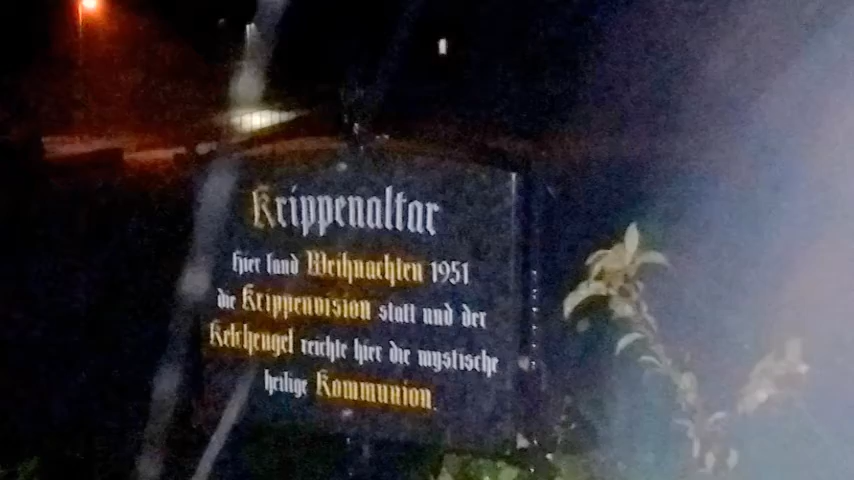 Krippenaltar
Hier fand Weihnachten 1951
die Krippenvision statt und der
Kelchengel reichte hier die mystische
heilige Kommunion.